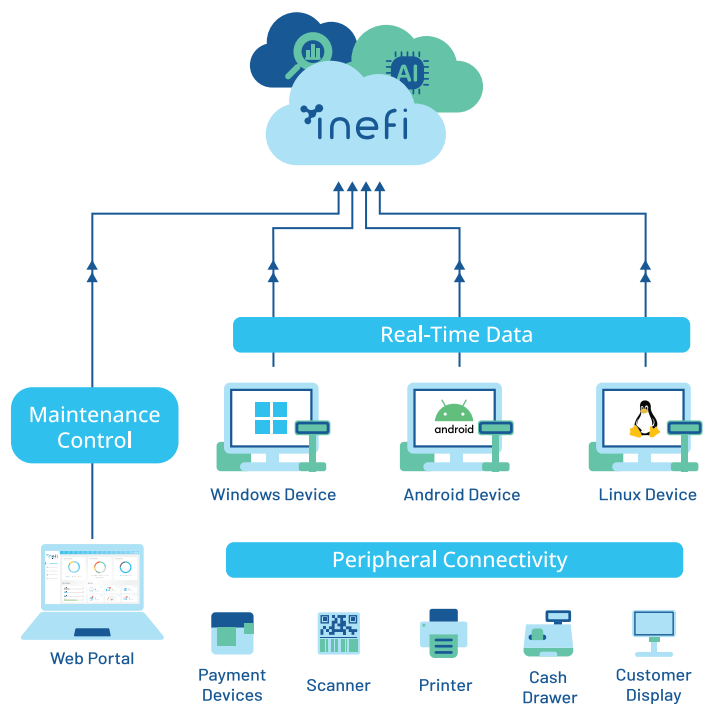 AI
inefi
Real-Time Data
Maintenance
Control
android
Windows Device
Android Device
Linux Device
inefi
Peripheral Connectivity
Web Portal
Payment
Devices
Scanner
Printer
Cash
Drawer
Customer
Display